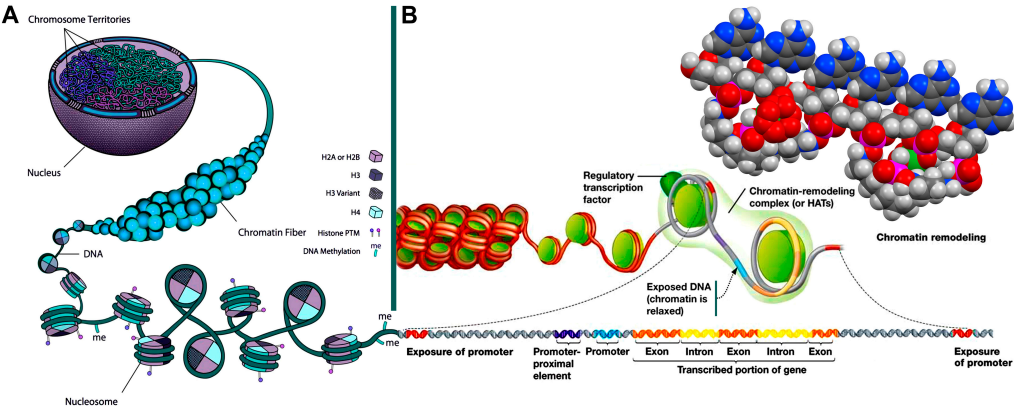 A
Chromosome Territories
Nucleus
H2A or H2B
H3
H3 Variant
H4
Histone PTM
me
DNA Methylation
Chromatin Fiber
DNA
me
me
me
Nucleosome
B
Regulatory
transcription
factor
Chromatin-remodeling
complex (or HATs)
Chromatin remodeling
Exposed DNA
(chromatin is
relaxed)
Exposure of promoter
Promoter-
proximal
element
Promoter
Exon
Intron
Exon
Intron
Exon
Transcribed portion of gene
Exposure
of promoter